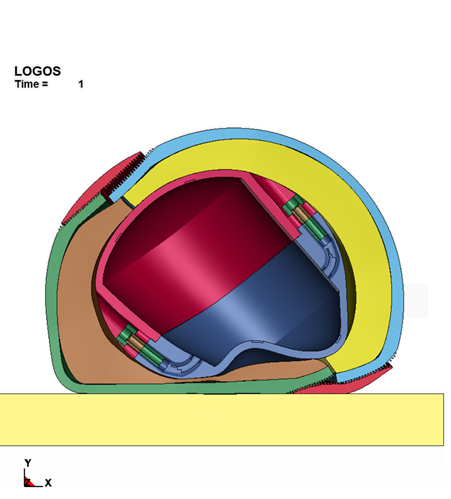 LOGOS
Time = 1
Y
X